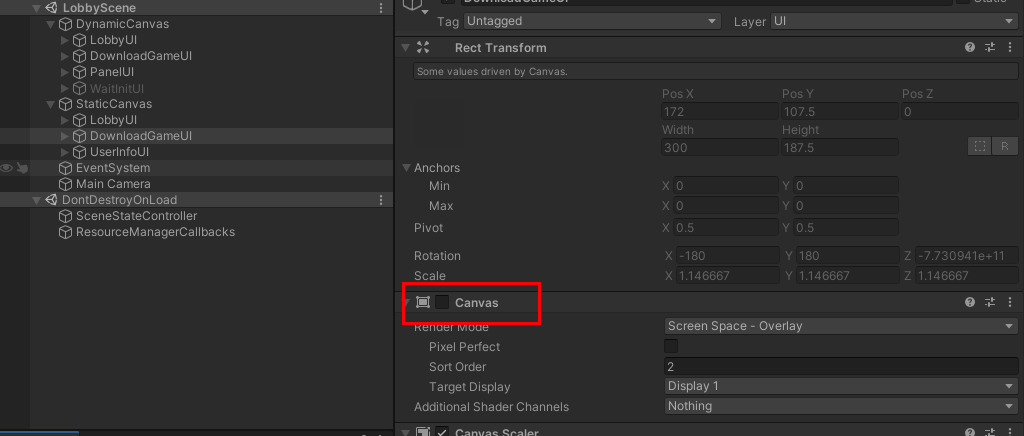 LobbyScene
DynamicCanvas
LobbyUI
DownloadGameUI
PanelUI
WaitInitUI
StaticCanvas
LobbyUI
DownloadGameUI
UserInfoUI
EventSystem
Main Camera
DontDestroyOnLoad
SceneStateController
ResourceManagerCallbacks
DownloadGameUI Static
Tag Untagged Layer UI
Rect Transform
Some values driven by Canvas.
Pos X Pos Y Pos Z
172 107.5 0
Width Height
300 187.5 R
Anchors
Min X 0 Y 0
Max X 0 Y 0
Pivot X 0.5 Y 0.5
Rotation X -180 Y 180 Z -7.730941e+11
Scale X 1.146667 Y 1.146667 Z 1.146667
Canvas
Render Mode Screen Space - Overlay
Pixel Perfect
Sort Order 2
Target Display Display 1
Additional Shader Channels Nothing
Canvas Scaler